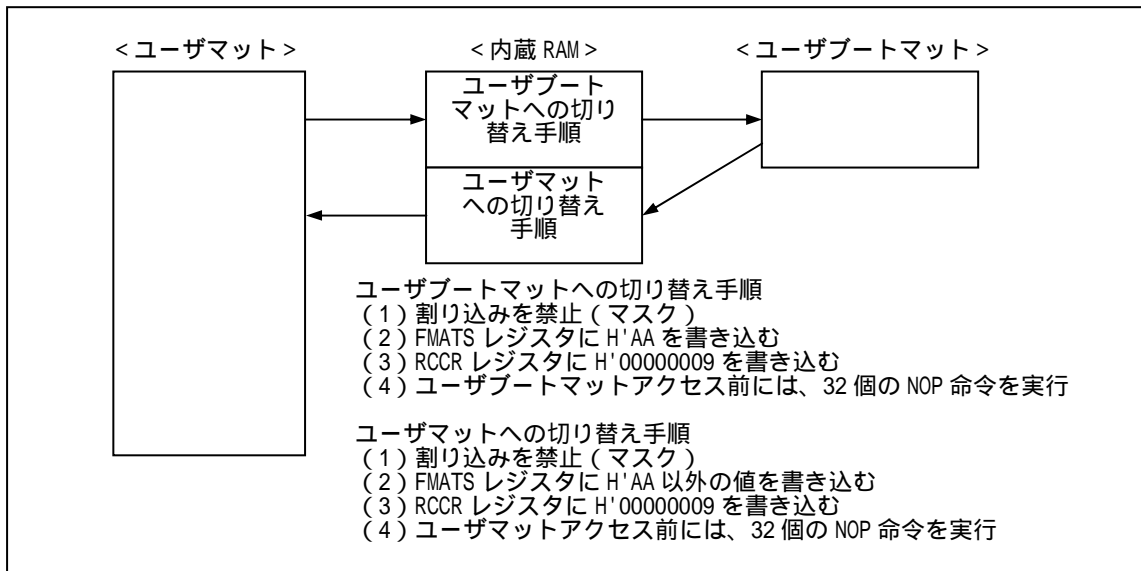 <ユーザマット>
<内蔵 RAM>
<ユーザブートマット>
ユーザブート
マットへの切り
替え手順
ユーザマット
への切り替え
手順
ユーザブートマットへの切り替え手順
(1)割り込みを禁止(マスク)
(2)FMATS レジスタに H'AA を書き込む
(3)RCCR レジスタに H'00000009 を書き込む
(4)ユーザブートマットアクセス前には、32 個の NOP 命令を実行
ユーザマットへの切り替え手順
(1)割り込みを禁止(マスク)
(2)FMATS レジスタに H'AA 以外の値を書き込む
(3)RCCR レジスタに H'00000009 を書き込む
(4)ユーザマットアクセス前には、32 個の NOP 命令を実行